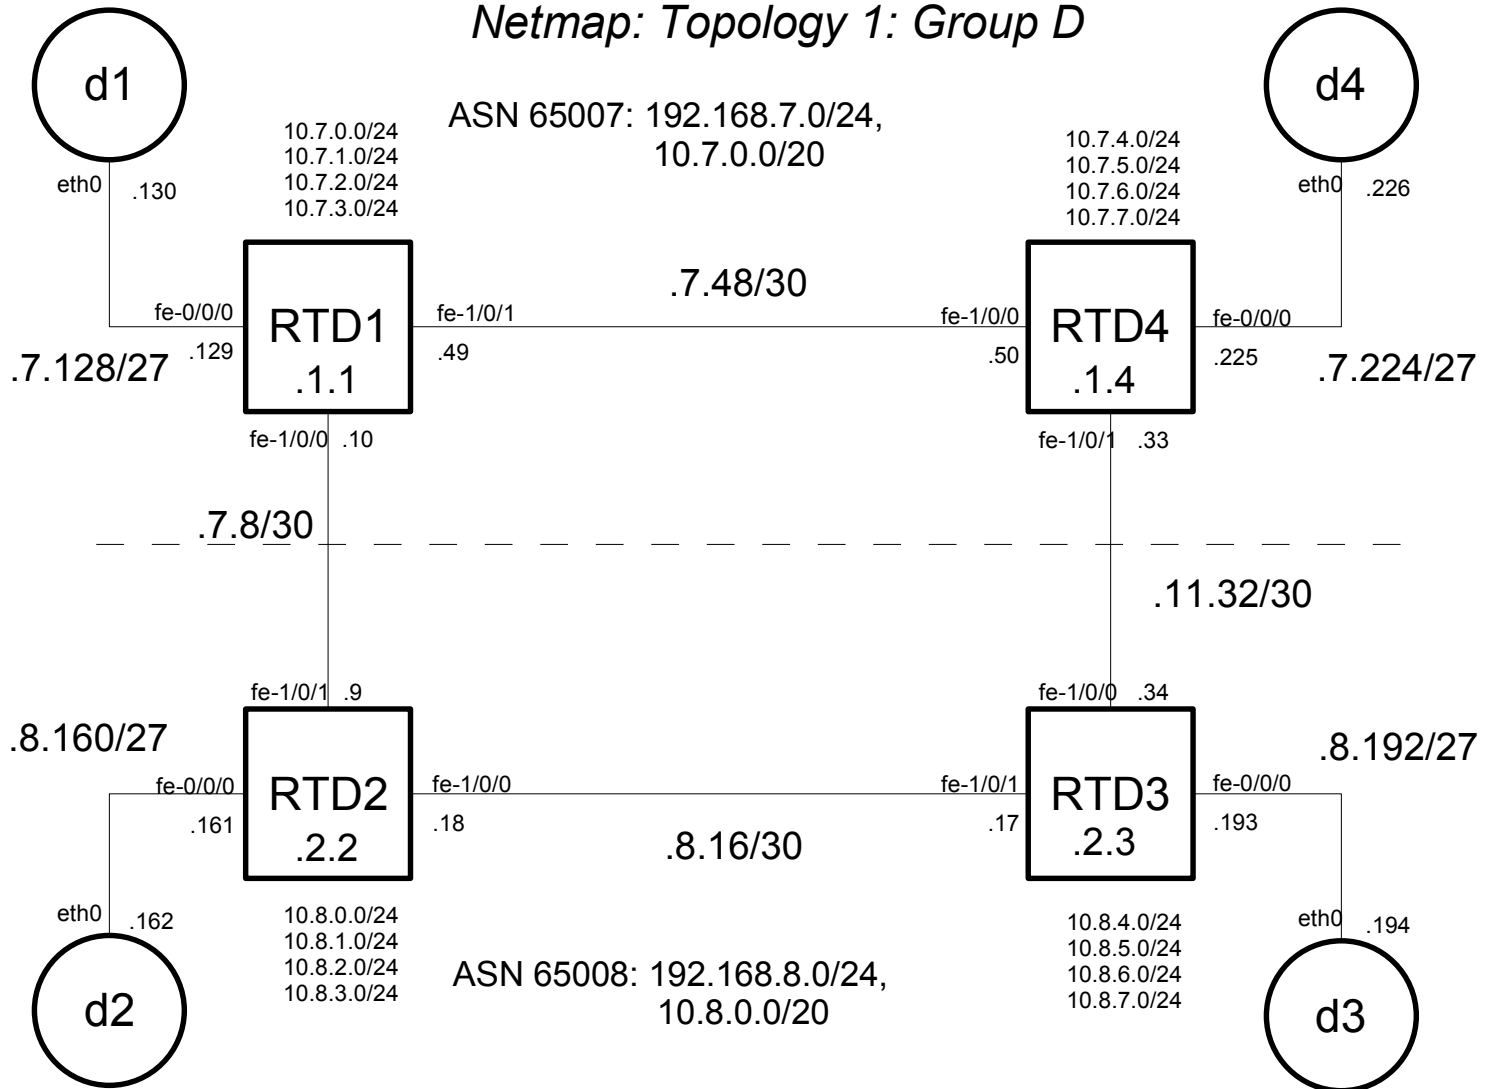 Netmap: Topology 1: Group D
d1
d4
ASN 65007: 192.168.7.0/24,
10.7.0.0/20
10.7.0.0/24
10.7.1.0/24
10.7.2.0/24
10.7.3.0/24
10.7.4.0/24
10.7.5.0/24
10.7.6.0/24
10.7.7.0/24
eth0
.130
eth0
.226
.7.48/30
fe-0/0/0
RTD1
fe-1/0/1
fe-1/0/0
RTD4
fe-0/0/0
.7.128/27
.129
.1.1
.49
.50
.1.4
.225
.7.224/27
fe-1/0/0
.10
fe-1/0/1
.33
.7.8/30
.11.32/30
fe-1/0/1
.9
fe-1/0/0
.34
.8.160/27
.8.192/27
fe-0/0/0
RTD2
fe-1/0/0
fe-1/0/1
RTD3
fe-0/0/0
.161
.2.2
.18
.8.16/30
.17
.2.3
.193
eth0
.162
10.8.0.0/24
10.8.1.0/24
10.8.2.0/24
10.8.3.0/24
ASN 65008: 192.168.8.0/24,
10.8.0.0/20
10.8.4.0/24
10.8.5.0/24
10.8.6.0/24
10.8.7.0/24
eth0
.194
d2
d3